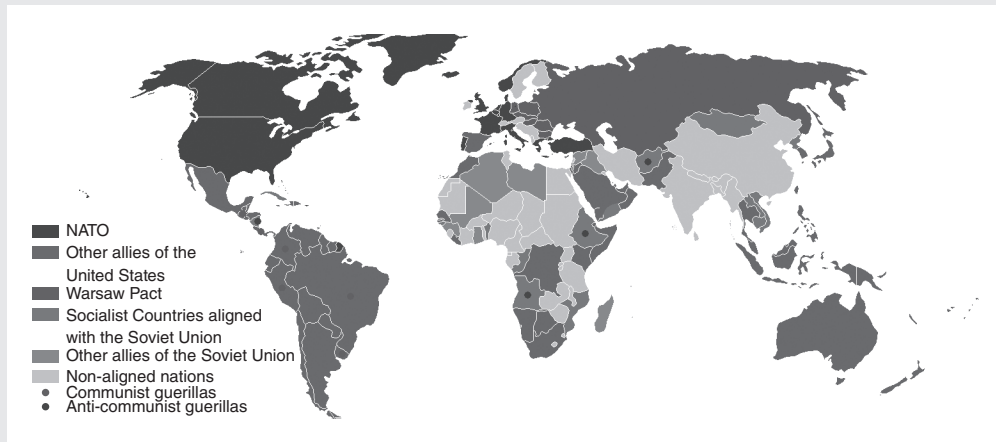 NATO
Other allies of the
United States
Warsaw Pact
Socialist Countries aligned
with the Soviet Union
Other allies of the Soviet Union
Non-aligned nations
Communist guerillas
Anti-communist guerillas